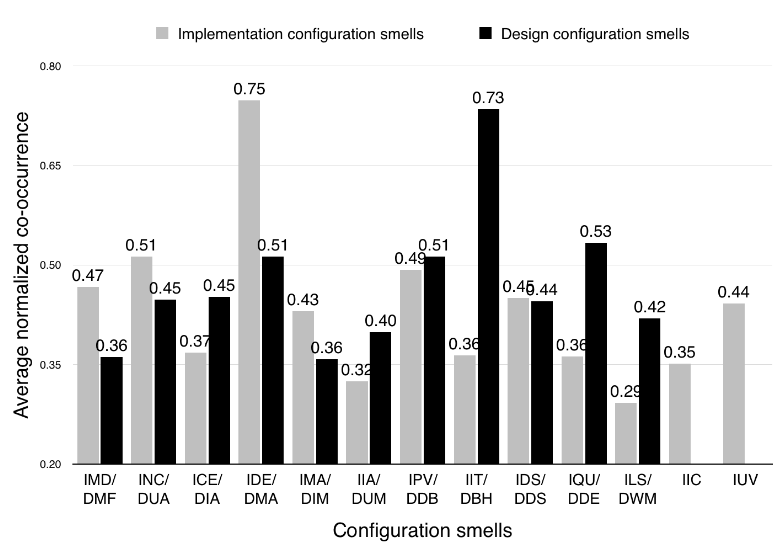 Implementation configuration smells
Design configuration smells
Average normalized co-occurrence
0.80
0.65
0.50
0.35
0.20
0.47
0.36
0.51
0.45
0.37
0.45
0.75
0.51
0.43
0.36
0.32
0.40
0.49
0.51
0.36
0.73
0.45
0.44
0.36
0.53
0.29
0.42
0.35
0.44
IMD/
DMF
INC/
DUA
ICE/
DIA
IDE/
DMA
IMA/
DIM
IIA/
DUM
IPV/
DDB
IIT/
DBH
IDS/
DDS
IQU/
DDE
ILS/
DWM
IIC
IUV
Configuration smells